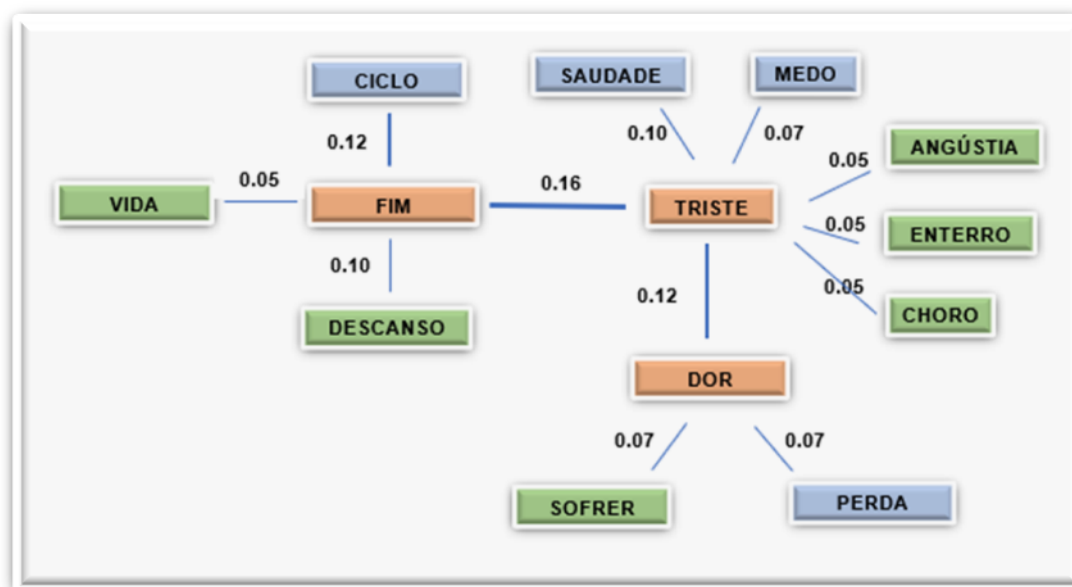 CICLO
SAUDADE
MEDO
0.12
0.10
0.07
ANGÚSTIA
0.05
VIDA
0.05
FIM
0.16
TRISTE
0.05
ENTERRO
0.10
0.12
0.05
CHORO
DESCANSO
DOR
0.07
0.07
SOFRER
PERDA